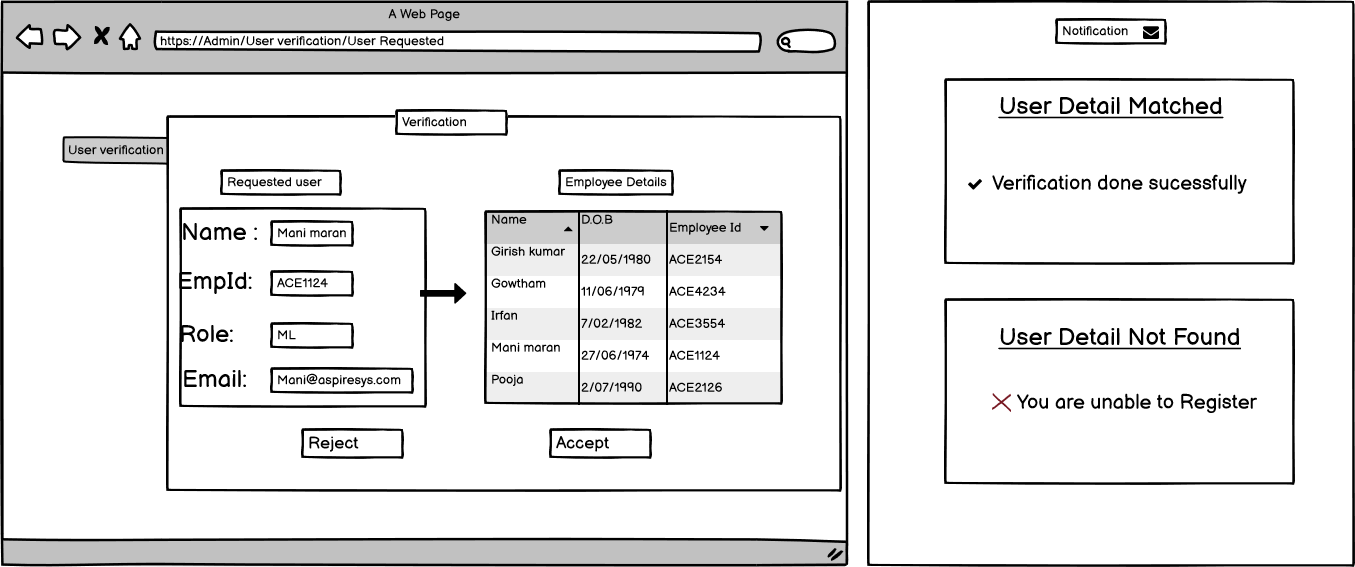 A Web Page
https://Admin/User verification/User Requested
User verification
Verification
Requested user
Name :
Mani maran
EmpId:
ACE1124
Role:
ML
Email:
Mani@aspiresys.com
Employee Details
Name D.O.B Employee Id
Girish kumar 22/05/1980 ACE2154
Gowtham 11/06/1979 ACE4234
Irfan 7/02/1982 ACE3554
Mani maran 27/06/1974 ACE1124
Pooja 2/07/1990 ACE2126
Reject
Accept
Notification
User Detail Matched
Verification done sucessfully
User Detail Not Found
You are unable to Register